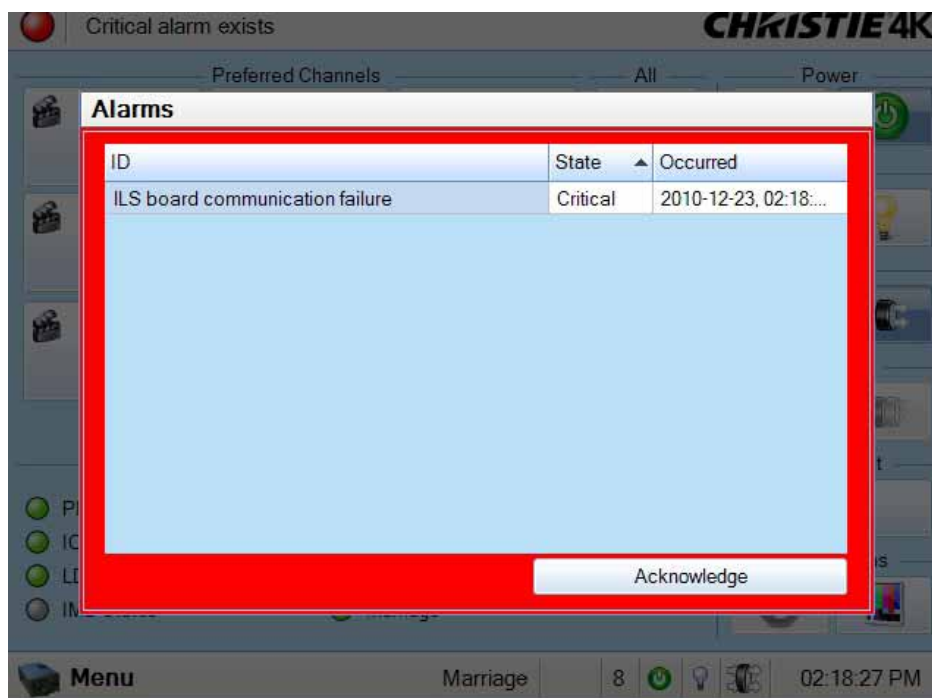 Critical alarm exists
CHRISTIE 4K
Preferred Channels
All
Power
Alarms
ID
State
Occurred
ILS board communication failure
Critical
2010-12-23, 02:18:...
Acknowledge
Menu
Marriage
8
02:18:27 PM